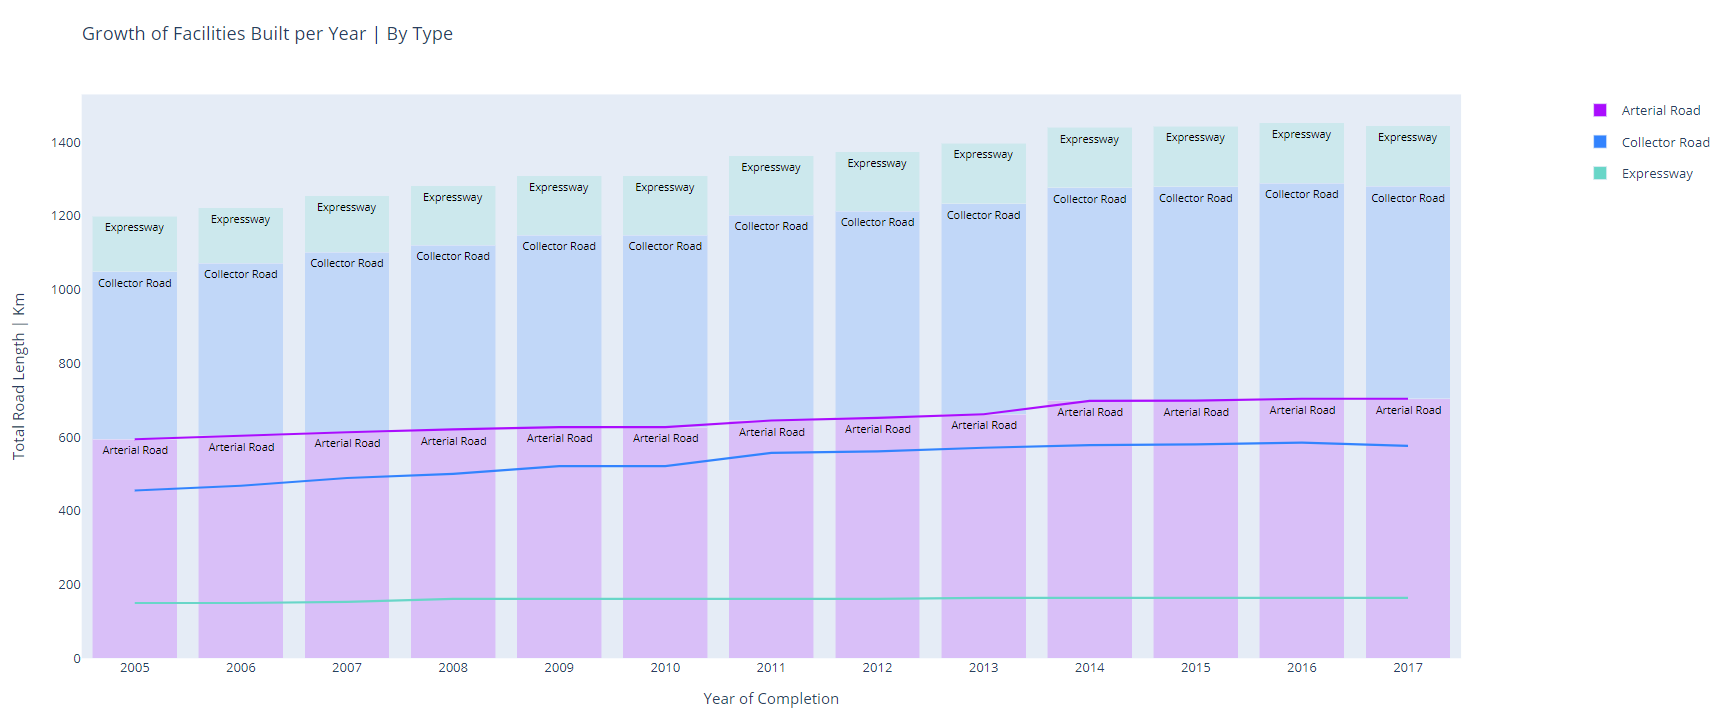 Growth of Facilities Built per Year | By Type
Arterial Road
Collector Road
Expressway
Total Road Length | Km
1400
1200
1000
800
600
400
200
0
Expressway Expressway Expressway Expressway Expressway Expressway Expressway Expressway Expressway Expressway Expressway Expressway Expressway
Collector Road Collector Road Collector Road Collector Road Collector Road Collector Road Collector Road Collector Road Collector Road Collector Road Collector Road Collector Road Collector Road
Arterial Road Arterial Road Arterial Road Arterial Road Arterial Road Arterial Road Arterial Road Arterial Road Arterial Road Arterial Road Arterial Road Arterial Road Arterial Road
2005 2006 2007 2008 2009 2010 2011 2012 2013 2014 2015 2016 2017
Year of Completion